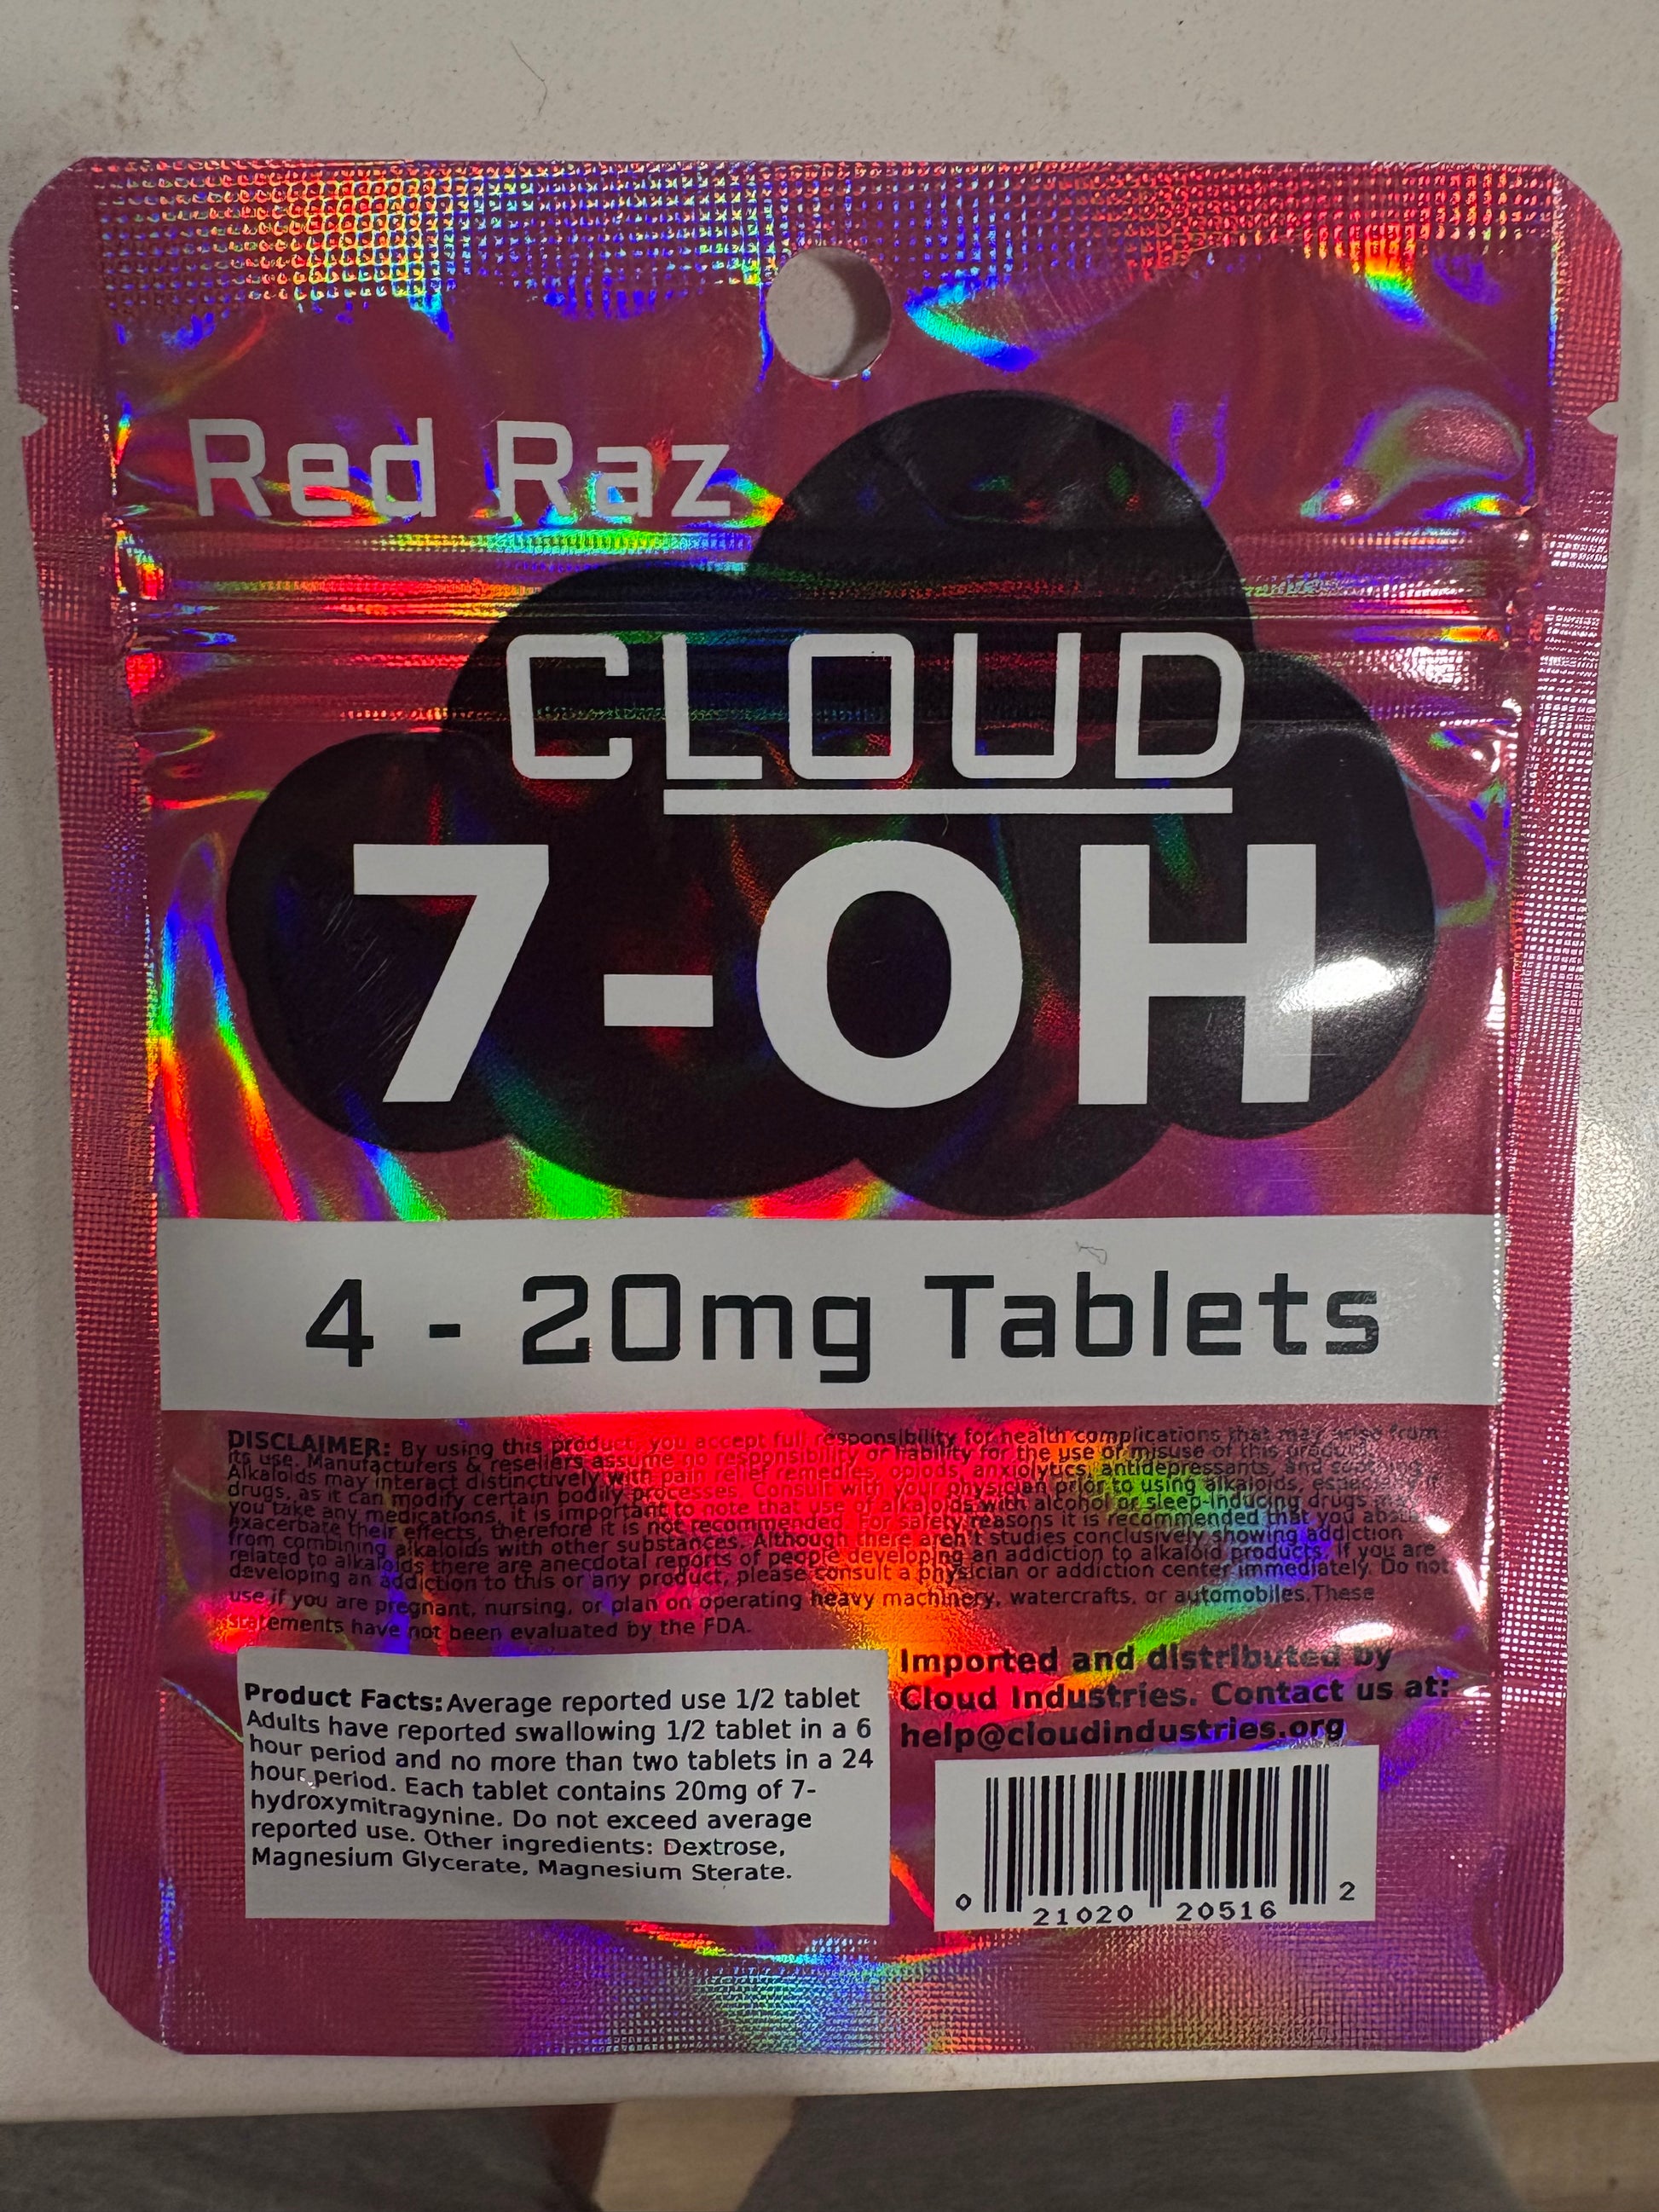 Red Raz
CLOUD
7-OH
4 - 20mg Tablets
DISCLAIMER: By using this product, you accept full responsibility for health complications that may arise from
its use. Manufacturers & resellers assume no responsibility or liability for the use or misuse of this product.
Alkaloids may interact distinctively with pain relief remedies, opiods, anxiolytics, antidepressants, and
drugs, as it can modify certain bodily processes. Consult with your physician prior to using alkaloids, especially if
you take any medications, it is important to note that use of alkaloids with alcohol or sleep-inducing drugs may
exacerbate their effects, therefore it is not recommended. For safety reasons it is recommended that you
from combining alkaloids with other substances. Although there aren't studies conclusively showing addiction
related to alkaloids there are anecdotal reports of people developing an addiction to alkaloid products. If you are
developing an addiction to this or any product, please consult a physician or addiction center immediately. Do not
use if you are pregnant, nursing, or plan on operating heavy machinery, watercrafts, or automobiles.These
statements have not been evaluated by the FDA.
Product Facts: Average reported use 1/2 tablet
Adults have reported swallowing 1/2 tablet in a 6
hour period and no more than two tablets in a 24
hour period. Each tablet contains 20mg of 7-
hydroxymitragynine. Do not exceed average
reported use. Other ingredients: Dextrose,
Magnesium Glycerate, Magnesium Sterate.
Imported and distributed by
Cloud Industries. Contact us at:
help@cloudindustries.org
0 21020 20516 2